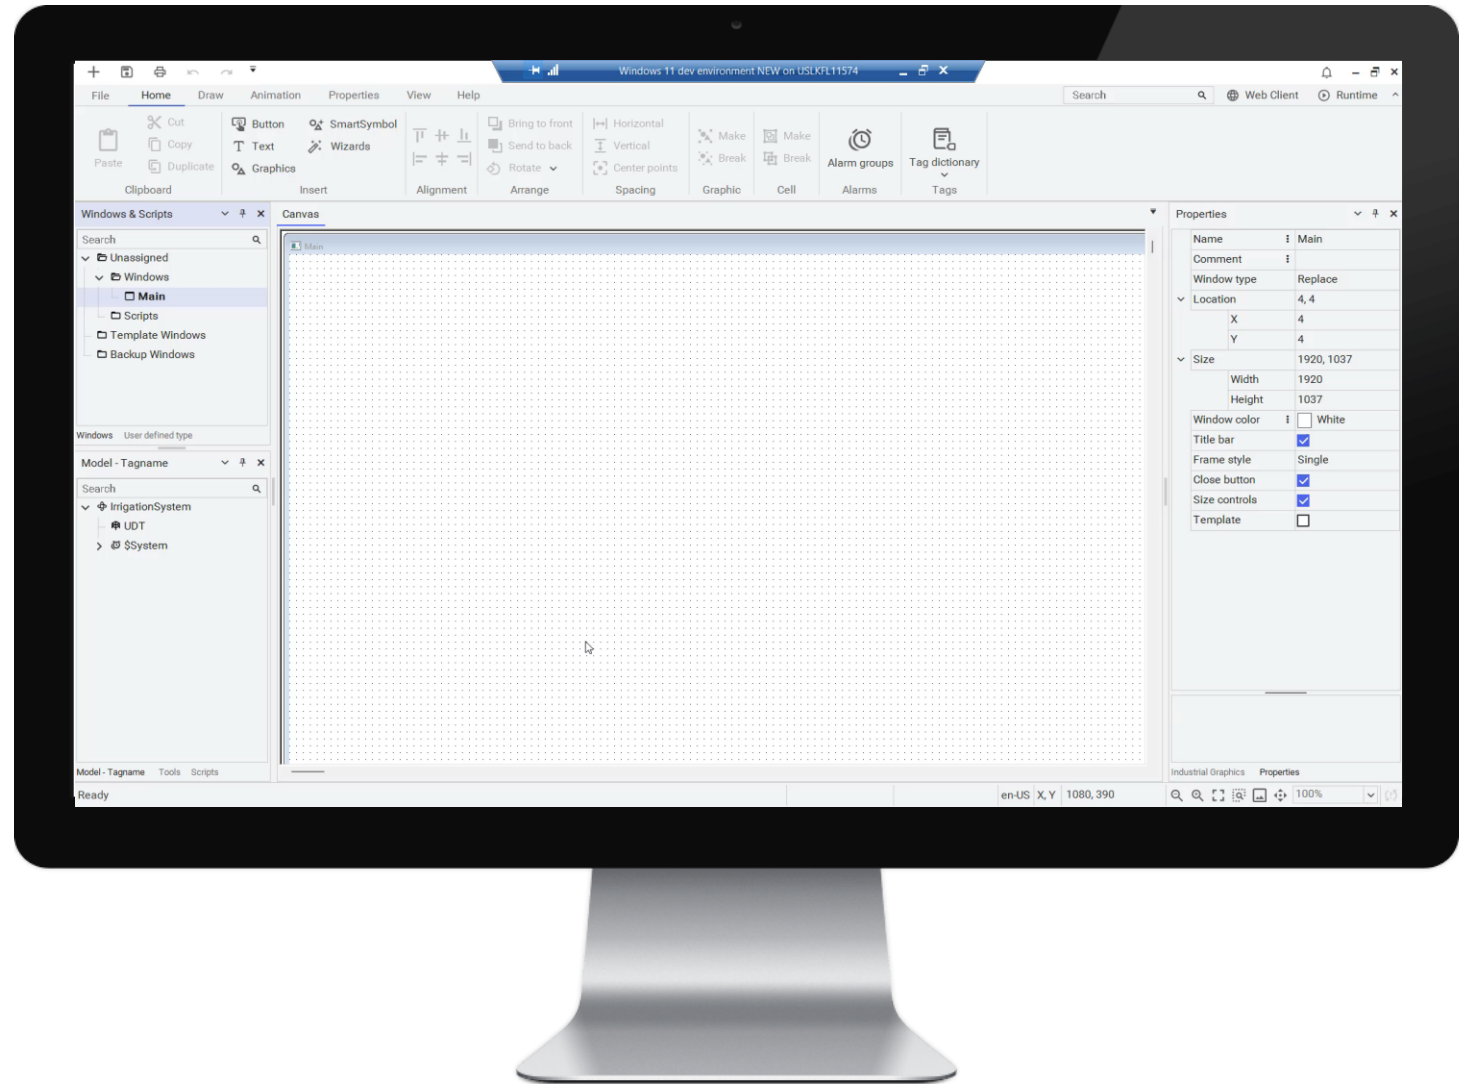 Windows 11 dev environment NEW on USLKFL11574
File Home Draw Animation Properties View Help
Search Web Client Runtime
Paste
Cut
Copy
Duplicate
Clipboard
Button SmartSymbol
Text Wizards
Graphics
Insert
Alignment
Bring to front
Send to back
Rotate
Arrange
Horizontal
Vertical
Center points
Spacing
Make
Break
Graphic
Make
Break
Cell
Alarm groups
Alarms
Tag dictionary
Tags
Windows & Scripts
Search
Unassigned
Windows
Main
Scripts
Template Windows
Backup Windows
Windows User defined type
Model - Tagname
Search
IrrigationSystem
UDT
$System
Model - Tagname Tools Scripts
Canvas
Main
Properties
Name Main
Comment
Window type Replace
Location 4, 4
X 4
Y 4
Size 1920, 1037
Width 1920
Height 1037
Window color White
Title bar
Frame style Single
Close button
Size controls
Template
Industrial Graphics Properties
Ready
en-US X, Y 1080, 390
100%